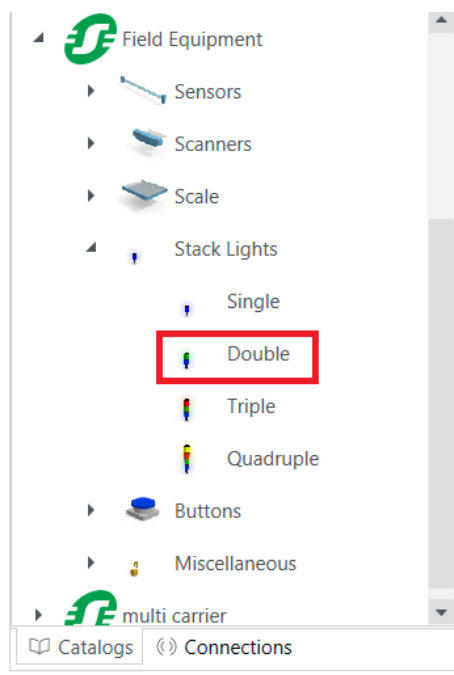 Field Equipment
Sensors
Scanners
Scale
Stack Lights
Single
Double
Triple
Quadruple
Buttons
Miscellaneous
multi carrier
Catalogs Connections